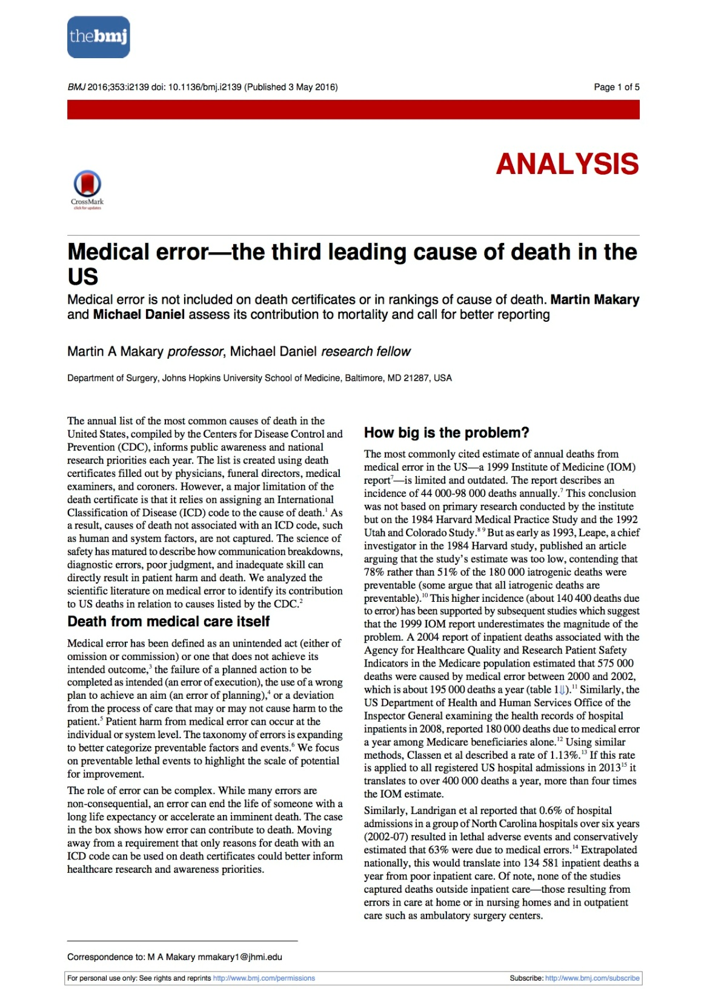 thebmj
BMJ 2016;353:i2139 doi: 10.1136/bmj.i2139 (Published 3 May 2016)
Page 1 of 5
ANALYSIS
CrossMark
click for updates
Medical error—the third leading cause of death in the
US
Medical error is not included on death certificates or in rankings of cause of death. Martin Makary
and Michael Daniel assess its contribution to mortality and call for better reporting
Martin A Makary professor, Michael Daniel research fellow
Department of Surgery, Johns Hopkins University School of Medicine, Baltimore, MD 21287, USA
The annual list of the most common causes of death in the
United States, compiled by the Centers for Disease Control and
Prevention (CDC), informs public awareness and national
research priorities each year. The list is created using death
certificates filled out by physicians, funeral directors, medical
examiners, and coroners. However, a major limitation of the
death certificate is that it relies on assigning an International
Classification of Disease (ICD) code to the cause of death.¹ As
a result, causes of death not associated with an ICD code, such
as human and system factors, are not captured. The science of
safety has matured to describe how communication breakdowns,
diagnostic errors, poor judgment, and inadequate skill can
directly result in patient harm and death. We analyzed the
scientific literature on medical error to identify its contribution
to US deaths in relation to causes listed by the CDC.²
Death from medical care itself
Medical error has been defined as an unintended act (either of
omission or commission) or one that does not achieve its
intended outcome,³ the failure of a planned action to be
completed as intended (an error of execution), the use of a wrong
plan to achieve an aim (an error of planning),⁴ or a deviation
from the process of care that may or may not cause harm to the
patient.⁵ Patient harm from medical error can occur at the
individual or system level. The taxonomy of errors is expanding
to better categorize preventable factors and events.⁶ We focus
on preventable lethal events to highlight the scale of potential
for improvement.
The role of error can be complex. While many errors are
non-consequential, an error can end the life of someone with a
long life expectancy or accelerate an imminent death. The case
in the box shows how error can contribute to death. Moving
away from a requirement that only reasons for death with an
ICD code can be used on death certificates could better inform
healthcare research and awareness priorities.
How big is the problem?
The most commonly cited estimate of annual deaths from
medical error in the US—a 1999 Institute of Medicine (IOM)
report⁷—is limited and outdated. The report describes an
incidence of 44 000-98 000 deaths annually.⁷ This conclusion
was not based on primary research conducted by the institute
but on the 1984 Harvard Medical Practice Study and the 1992
Utah and Colorado Study.⁸ ⁹ But as early as 1993, Leape, a chief
investigator in the 1984 Harvard study, published an article
arguing that the study’s estimate was too low, contending that
78% rather than 51% of the 180 000 iatrogenic deaths were
preventable (some argue that all iatrogenic deaths are
preventable).¹⁰ This higher incidence (about 140 400 deaths due
to error) has been supported by subsequent studies which suggest
that the 1999 IOM report underestimates the magnitude of the
problem. A 2004 report of inpatient deaths associated with the
Agency for Healthcare Quality and Research Patient Safety
Indicators in the Medicare population estimated that 575 000
deaths were caused by medical error between 2000 and 2002,
which is about 195 000 deaths a year (table 1⇓).¹¹ Similarly, the
US Department of Health and Human Services Office of the
Inspector General examining the health records of hospital
inpatients in 2008, reported 180 000 deaths due to medical error
a year among Medicare beneficiaries alone.¹² Using similar
methods, Classen et al described a rate of 1.13%.¹³ If this rate
is applied to all registered US hospital admissions in 2013¹⁵ it
translates to over 400 000 deaths a year, more than four times
the IOM estimate.
Similarly, Landrigan et al reported that 0.6% of hospital
admissions in a group of North Carolina hospitals over six years
(2002-07) resulted in lethal adverse events and conservatively
estimated that 63% were due to medical errors.¹⁴ Extrapolated
nationally, this would translate into 134 581 inpatient deaths a
year from poor inpatient care. Of note, none of the studies
captured deaths outside inpatient care—those resulting from
errors in care at home or in nursing homes and in outpatient
care such as ambulatory surgery centers.
Correspondence to: M A Makary mmakary1@jhmi.edu
For personal use only: See rights and reprints http://www.bmj.com/permissions
Subscribe: http://www.bmj.com/subscribe